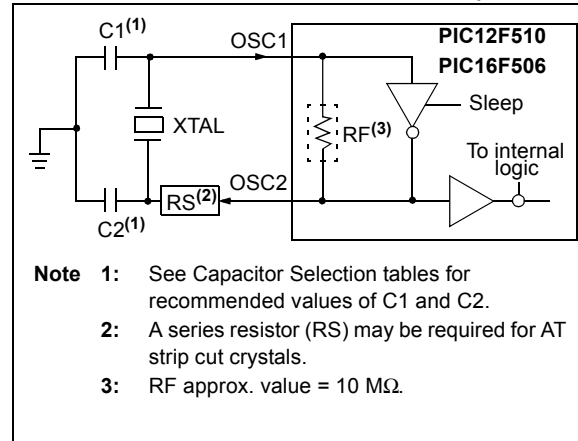 C1(1)
OSC1
PIC12F510
PIC16F506
Sleep
XTAL
RF(3)
To internal
logic
OSC2
RS(2)
C2(1)
Note 1: See Capacitor Selection tables for
recommended values of C1 and C2.
2: A series resistor (RS) may be required for AT
strip cut crystals.
3: RF approx. value = 10 MΩ.